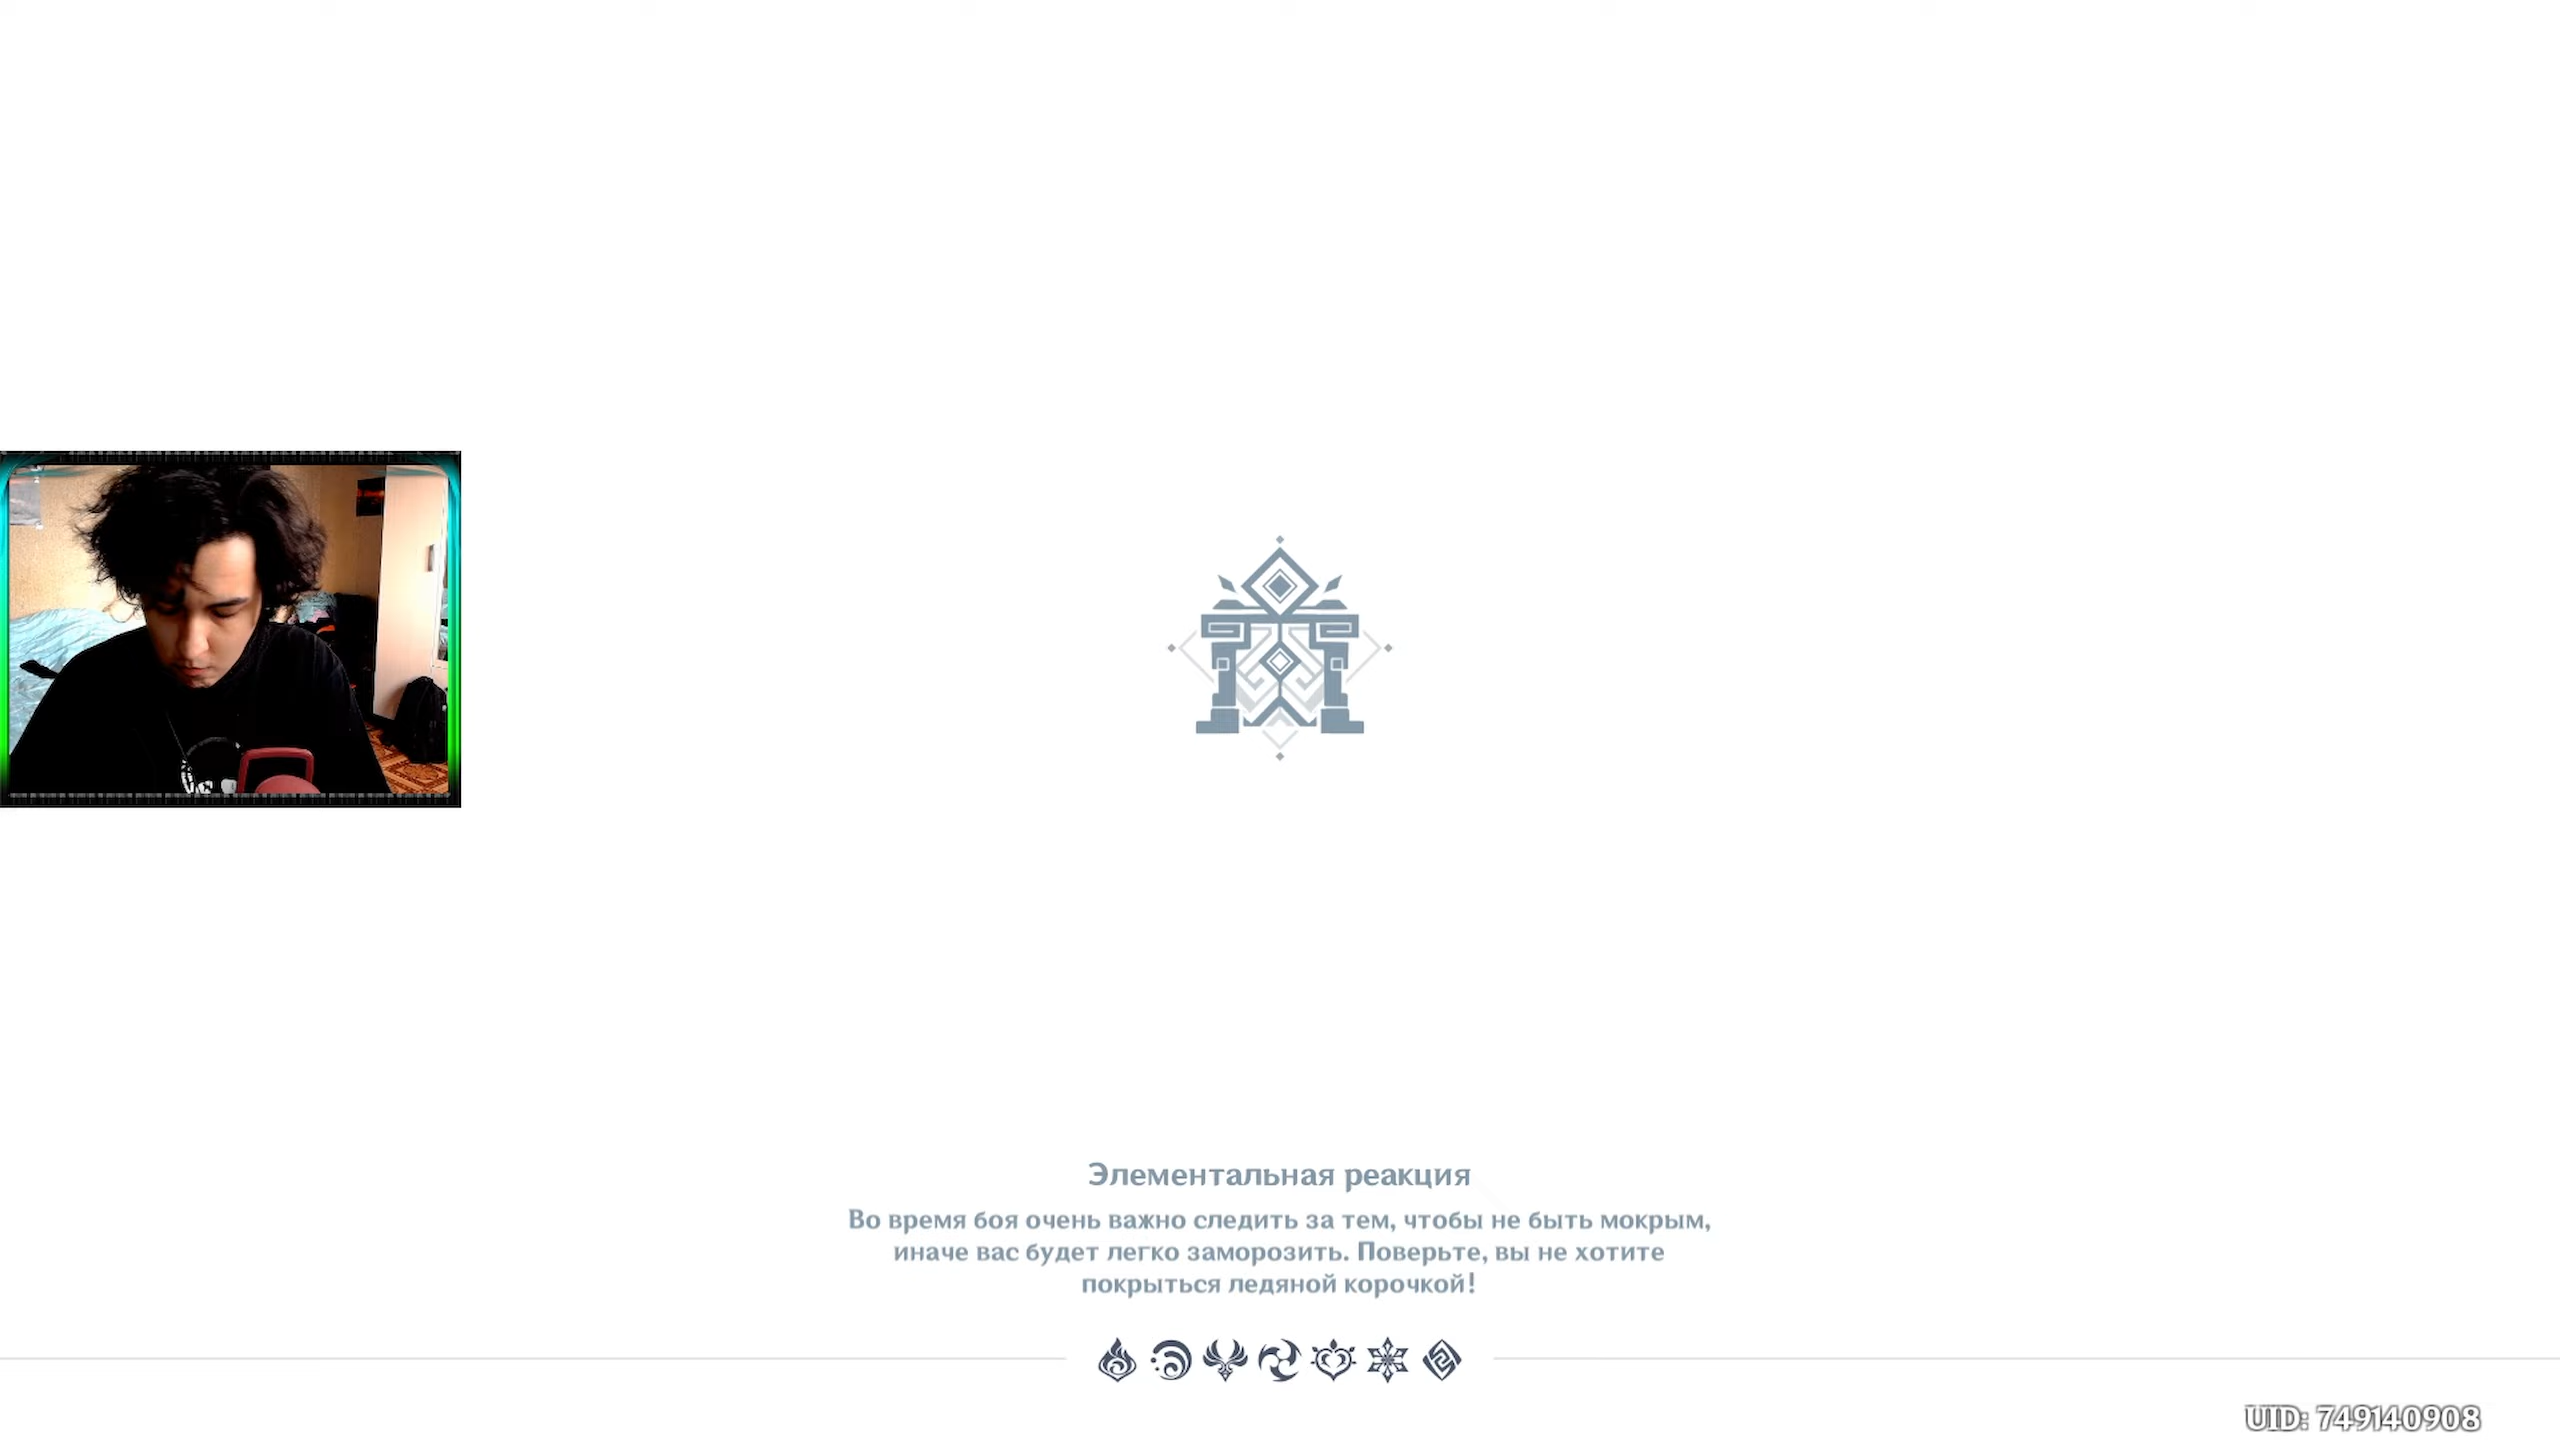 Элементальная реакция
Во время боя очень важно следить за тем, чтобы не быть мокрым,
иначе вас будет легко заморозить. Поверьте, вы не хотите
покрыться ледяной корочкой!
UID: 749140908